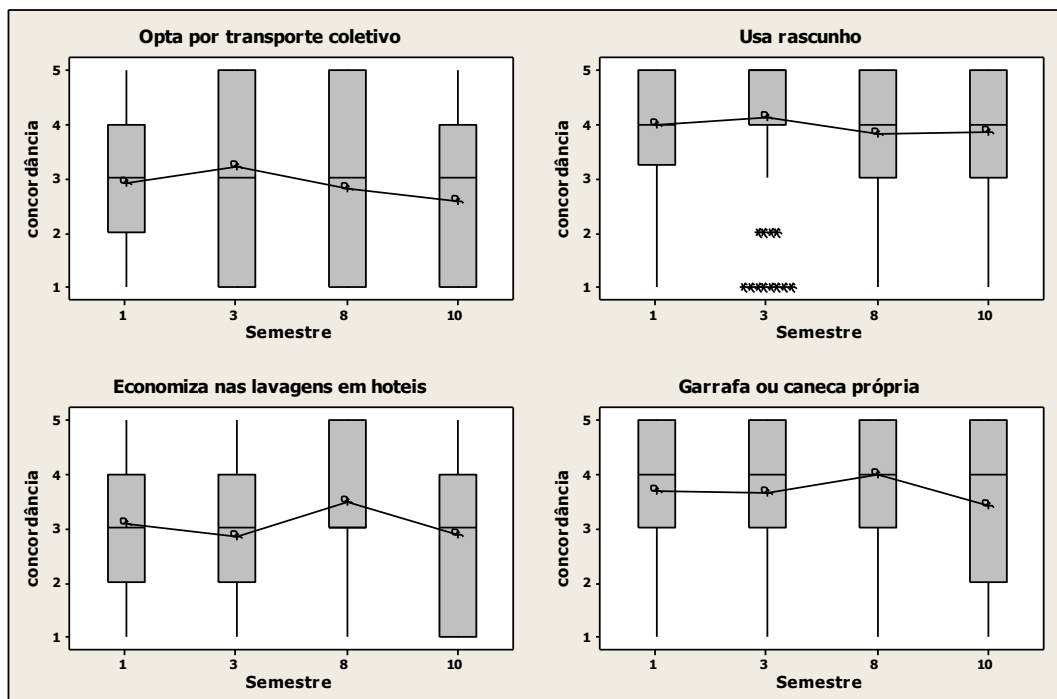 Opta por transporte coletivo
concordância
5
4
3
2
1
1 3 8 10
Semestre
Usa rascunho
concordância
5
4
3
2
1
1 3 8 10
Semestre
Economiza nas lavagens em hoteis
concordância
5
4
3
2
1
1 3 8 10
Semestre
Garrafa ou caneca própria
concordância
5
4
3
2
1
1 3 8 10
Semestre